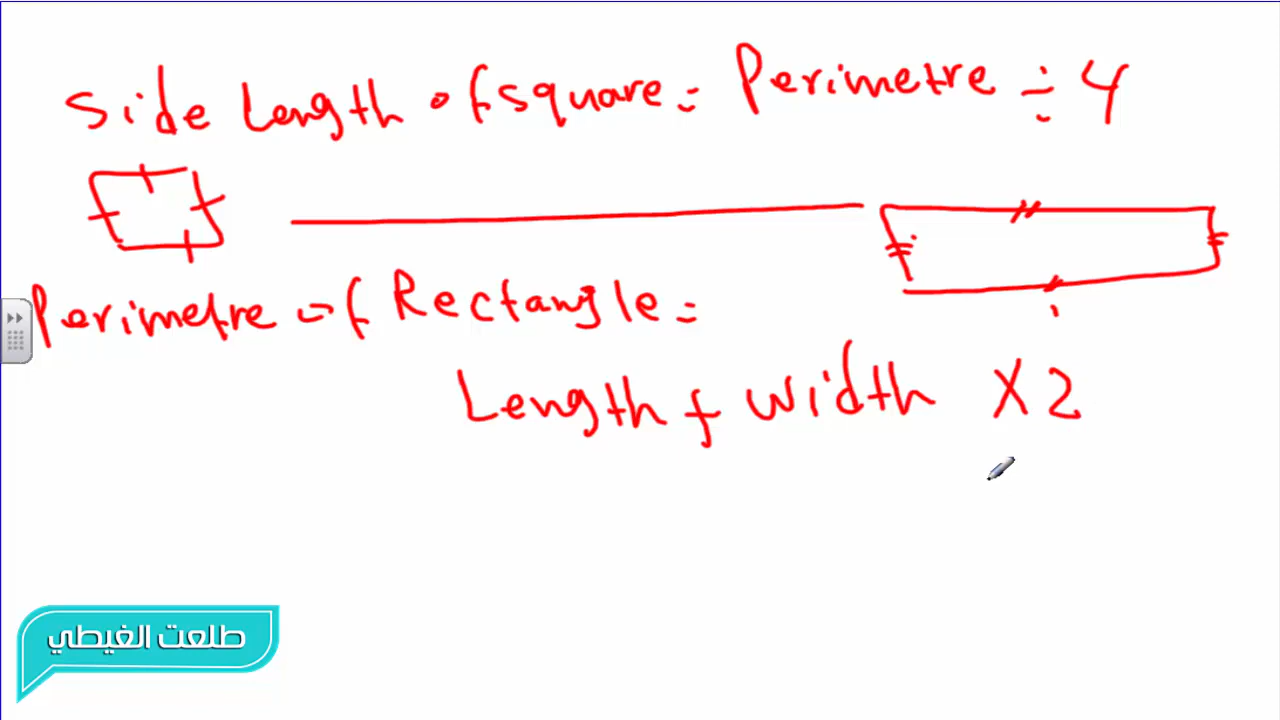 Side Length of square = Perimetre ÷ 4
Perimetre of Rectangle =
Length + width X 2
طلعت الغيطي